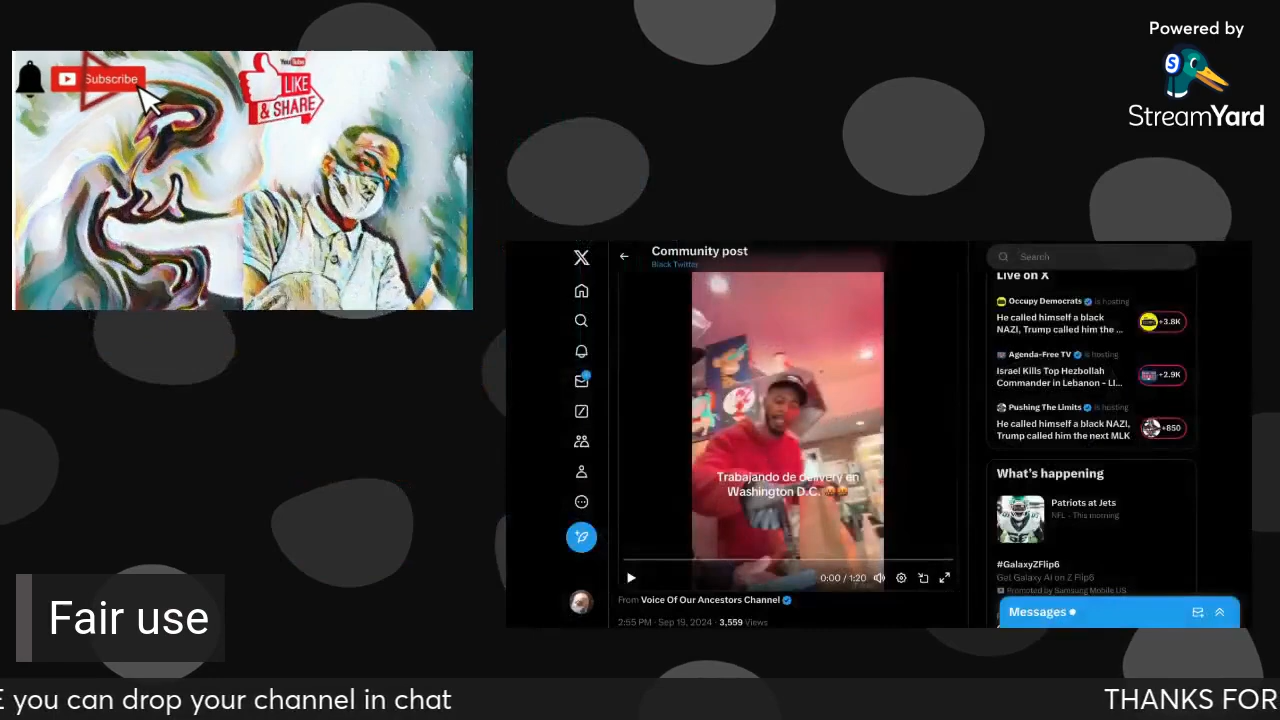 Powered by
StreamYard
Subscribe
YouTube
LIKE
& SHARE
Community post
Black Twitter
Search
Live on X
Occupy Democrats is hosting
He called himself a black
NAZI, Trump called him the ...
+3.8K
Agenda-Free TV is hosting
Israel Kills Top Hezbollah
Commander in Lebanon - LI...
+2.9K
Pushing The Limits is hosting
He called himself a black NAZI,
Trump called him the next MLK
+850
Trabajando de delivery en
Washington D.C.
What's happening
Patriots at Jets
NFL · This morning
#GalaxyZFlip6
Get Galaxy AI on Z Flip6
Promoted by Samsung Mobile US
0:00 / 1:20
From Voice Of Our Ancestors Channel
2:55 PM · Sep 19, 2024 · 3,559 Views
Messages
Fair use
E you can drop your channel in chat
THANKS FOR